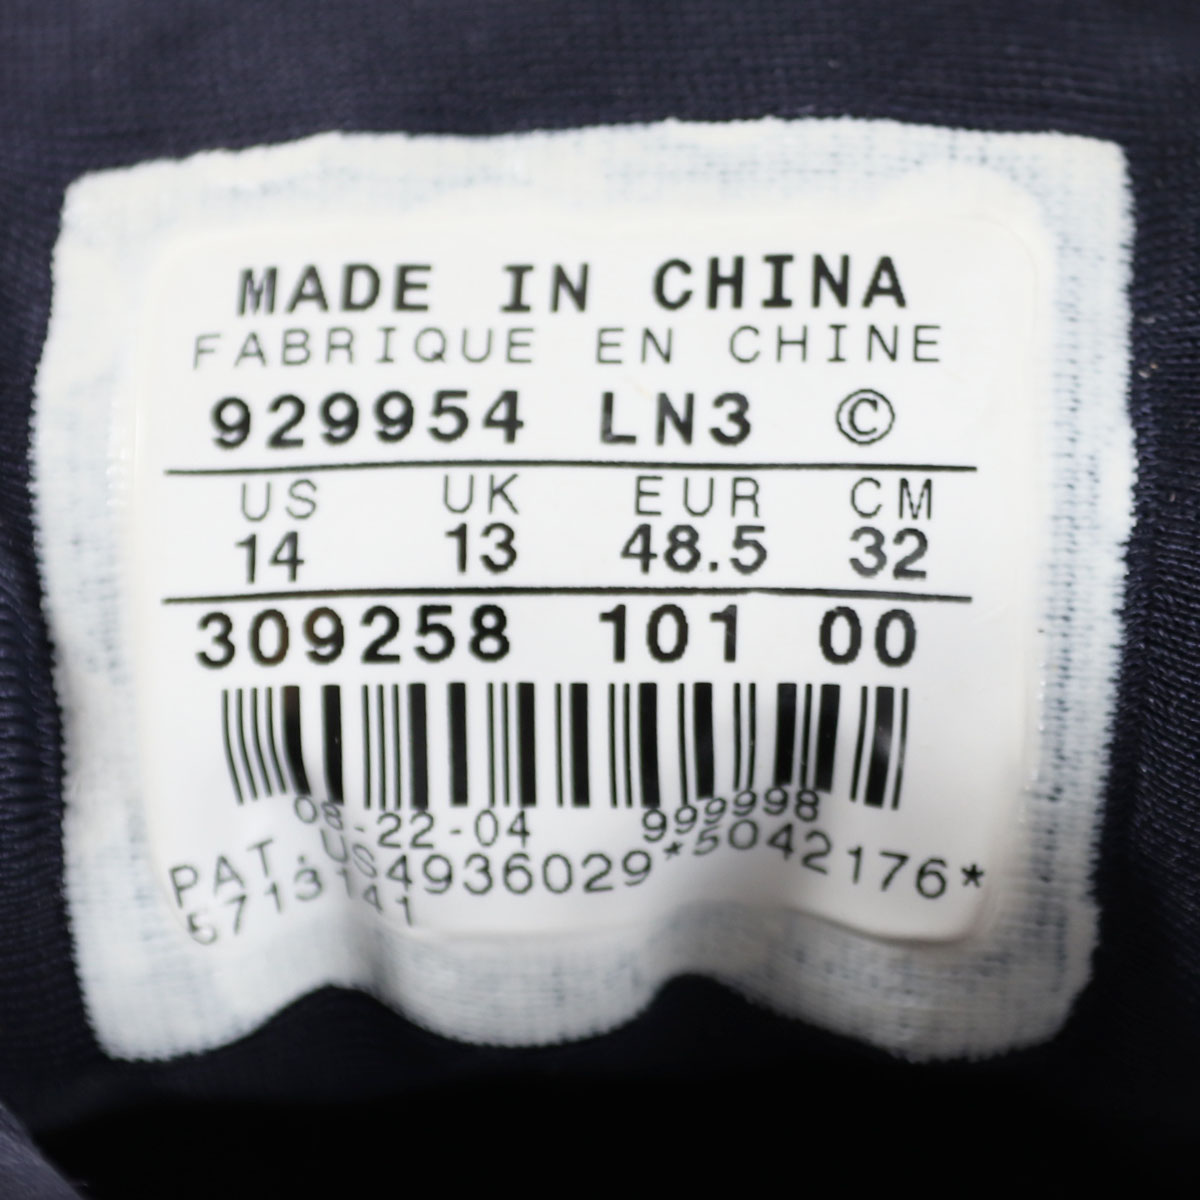 MADE IN CHINA
FABRIQUE EN CHINE
929954 LN3 ©
US UK EUR CM
14 13 48.5 32
309258 101 00
08-22-04 999998
PAT. US4936029*5042176*
5713141